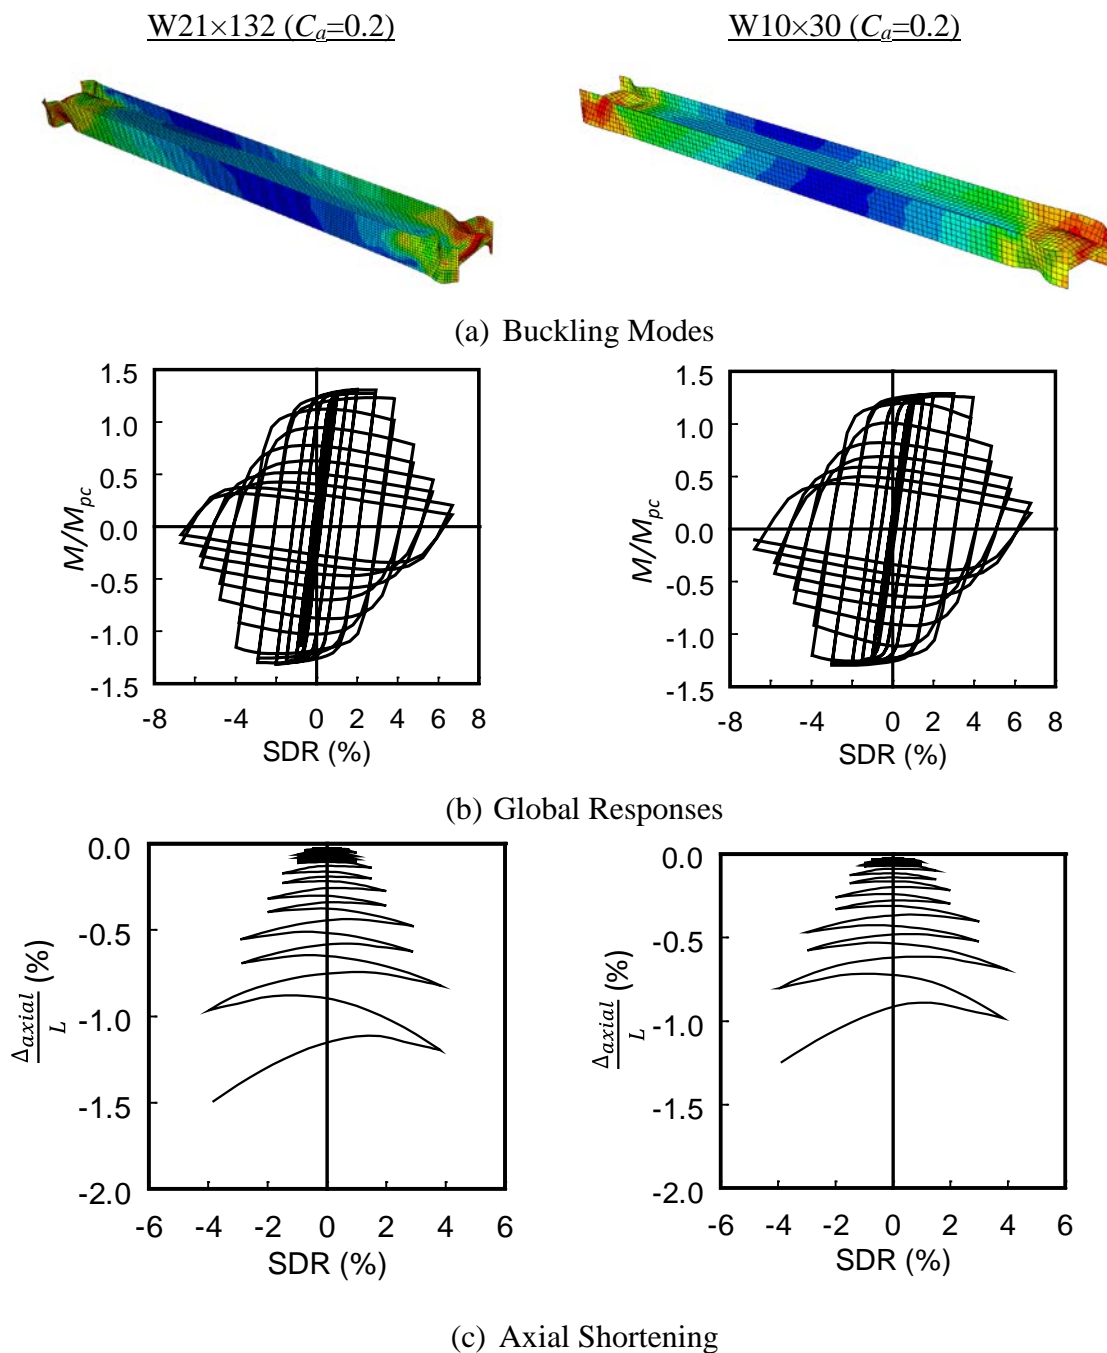 W21×132 (Ca=0.2) W10×30 (Ca=0.2)
(a) Buckling Modes
1.5
1.0
0.5
0.0
-0.5
-1.0
-1.5
M/Mpc
-8 -4 0 2 4 6 8
SDR (%)
1.5
1.0
0.5
0.0
-0.5
-1.0
-1.5
M/Mpc
-8 -4 0 2 4 6 8
SDR (%)
(b) Global Responses
0.0
-0.5
-1.0
-1.5
-2.0
Δaxial
L
(%)
-6 -4 -2 0 2 4 6
SDR (%)
0.0
-0.5
-1.0
-1.5
-2.0
Δaxial
L
(%)
-6 -4 -2 0 2 4 6
SDR (%)
(c) Axial Shortening